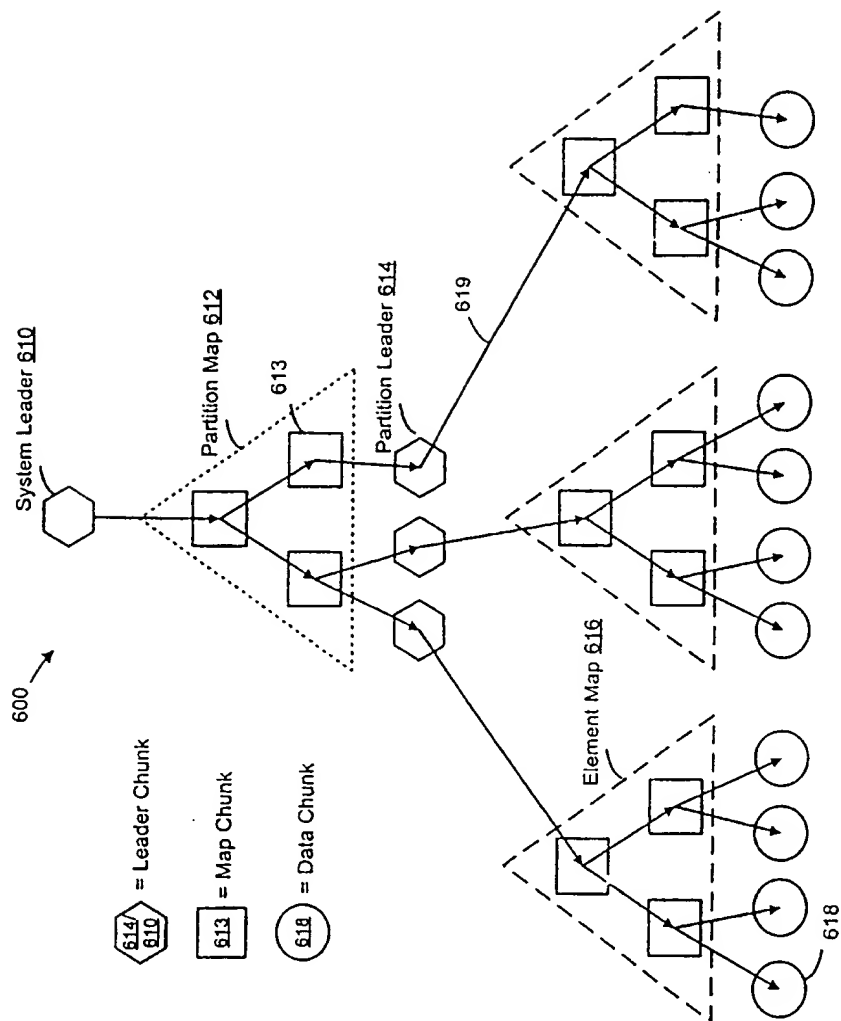 600
System Leader 610
Partition Map 612
613
Partition Leader 614
619
614/
610
= Leader Chunk
613
= Map Chunk
618
= Data Chunk
Element Map 616
618